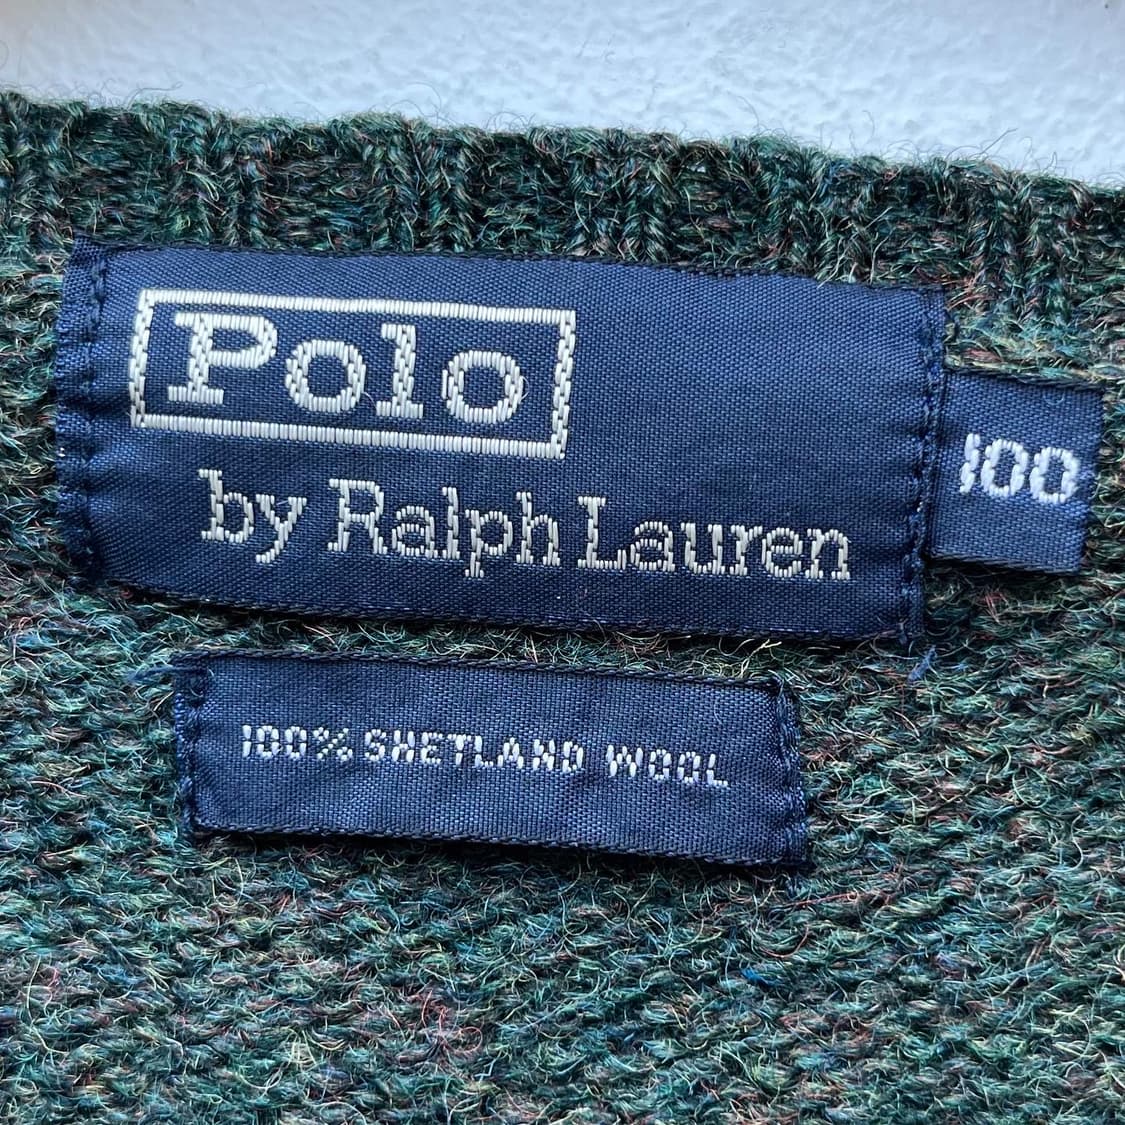 Polo
by Ralph Lauren
100
100% SHETLAND WOOL